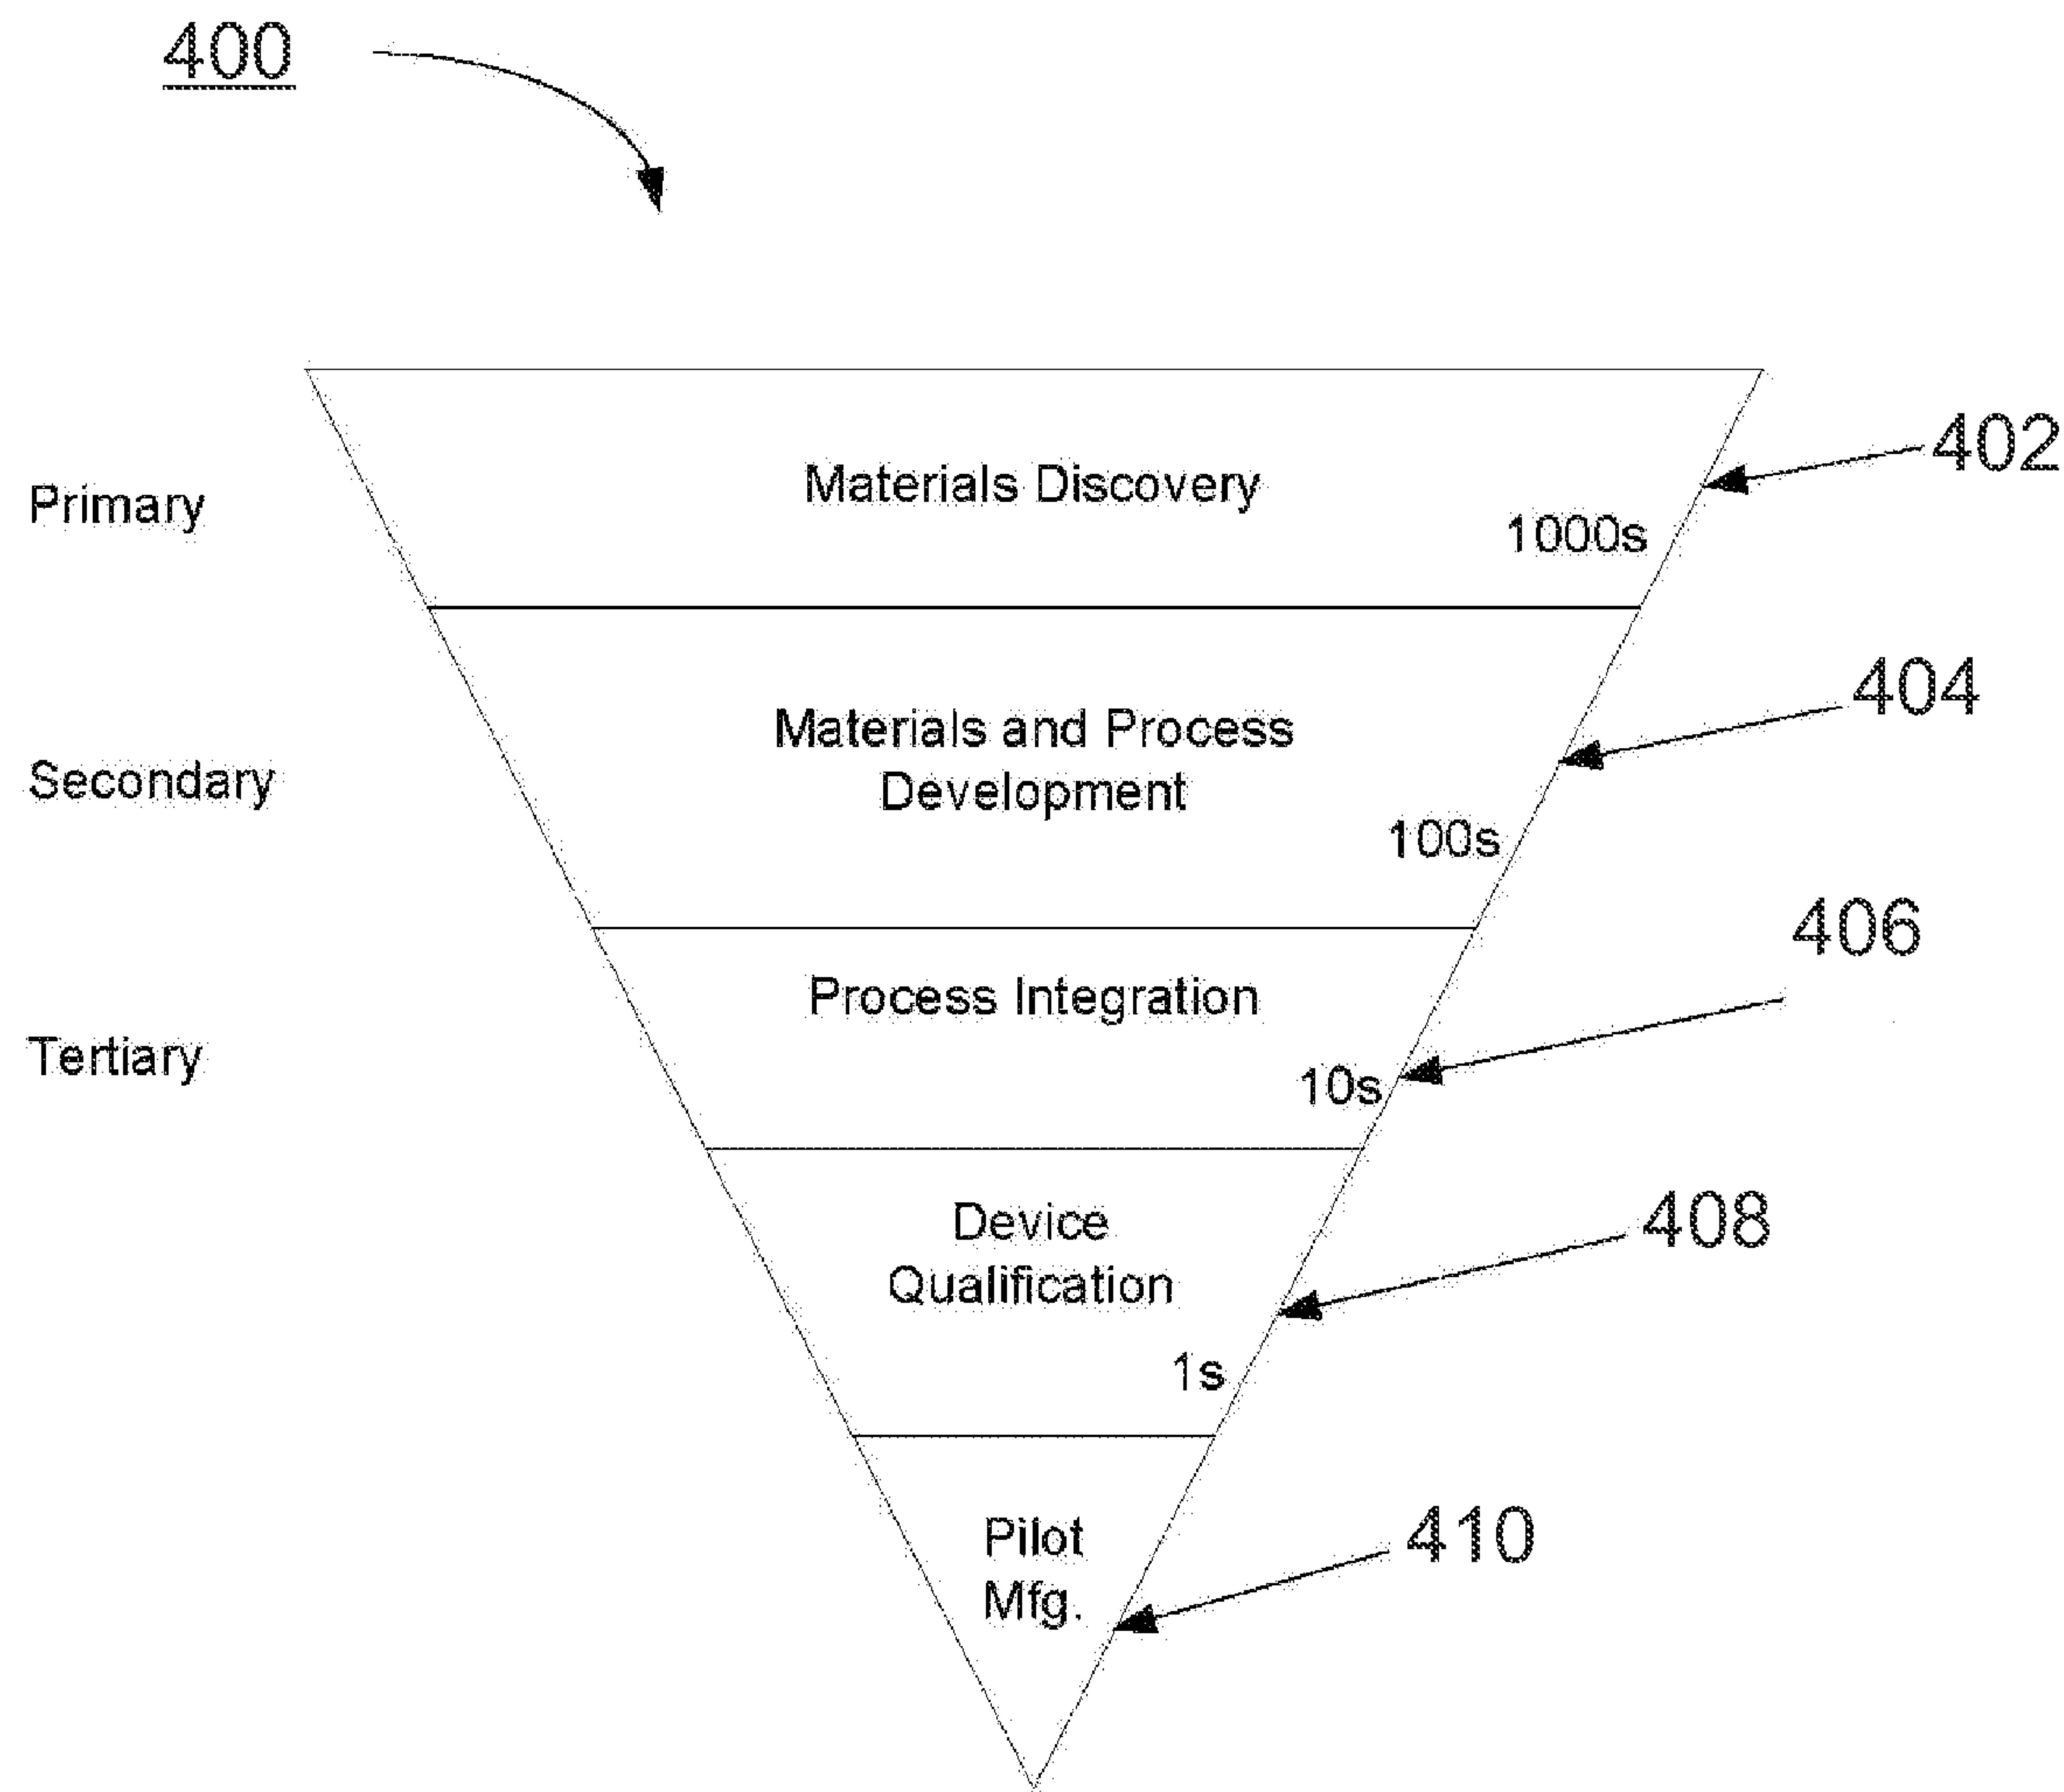 400
402
Materials Discovery
Primary
1000s
404
Materials and Process
Development
Secondary
100s
406
Process Integration
Tertiary
10s
408
Device
Qualification
1s
410
Pilot
Mfg.